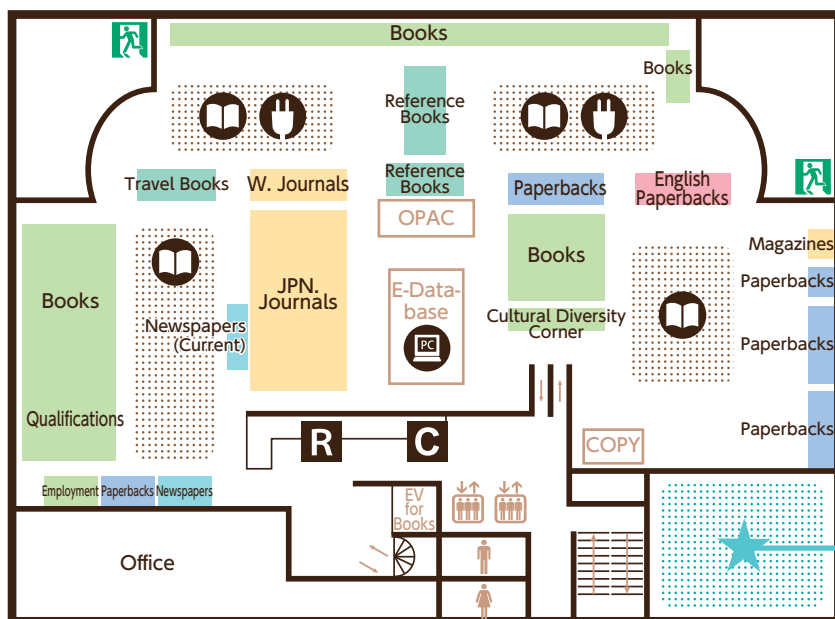 Books
Books
Reference
Books
Travel Books
W. Journals
Reference
Books
Paperbacks
English
Paperbacks
OPAC
Books
JPN.
Journals
Newspapers
(Current)
E-Data-
base
PC
Books
Cultural Diversity
Corner
Magazines
Paperbacks
Paperbacks
Paperbacks
Qualifications
R
C
COPY
Employment
Paperbacks
Newspapers
EV
for
Books
Office